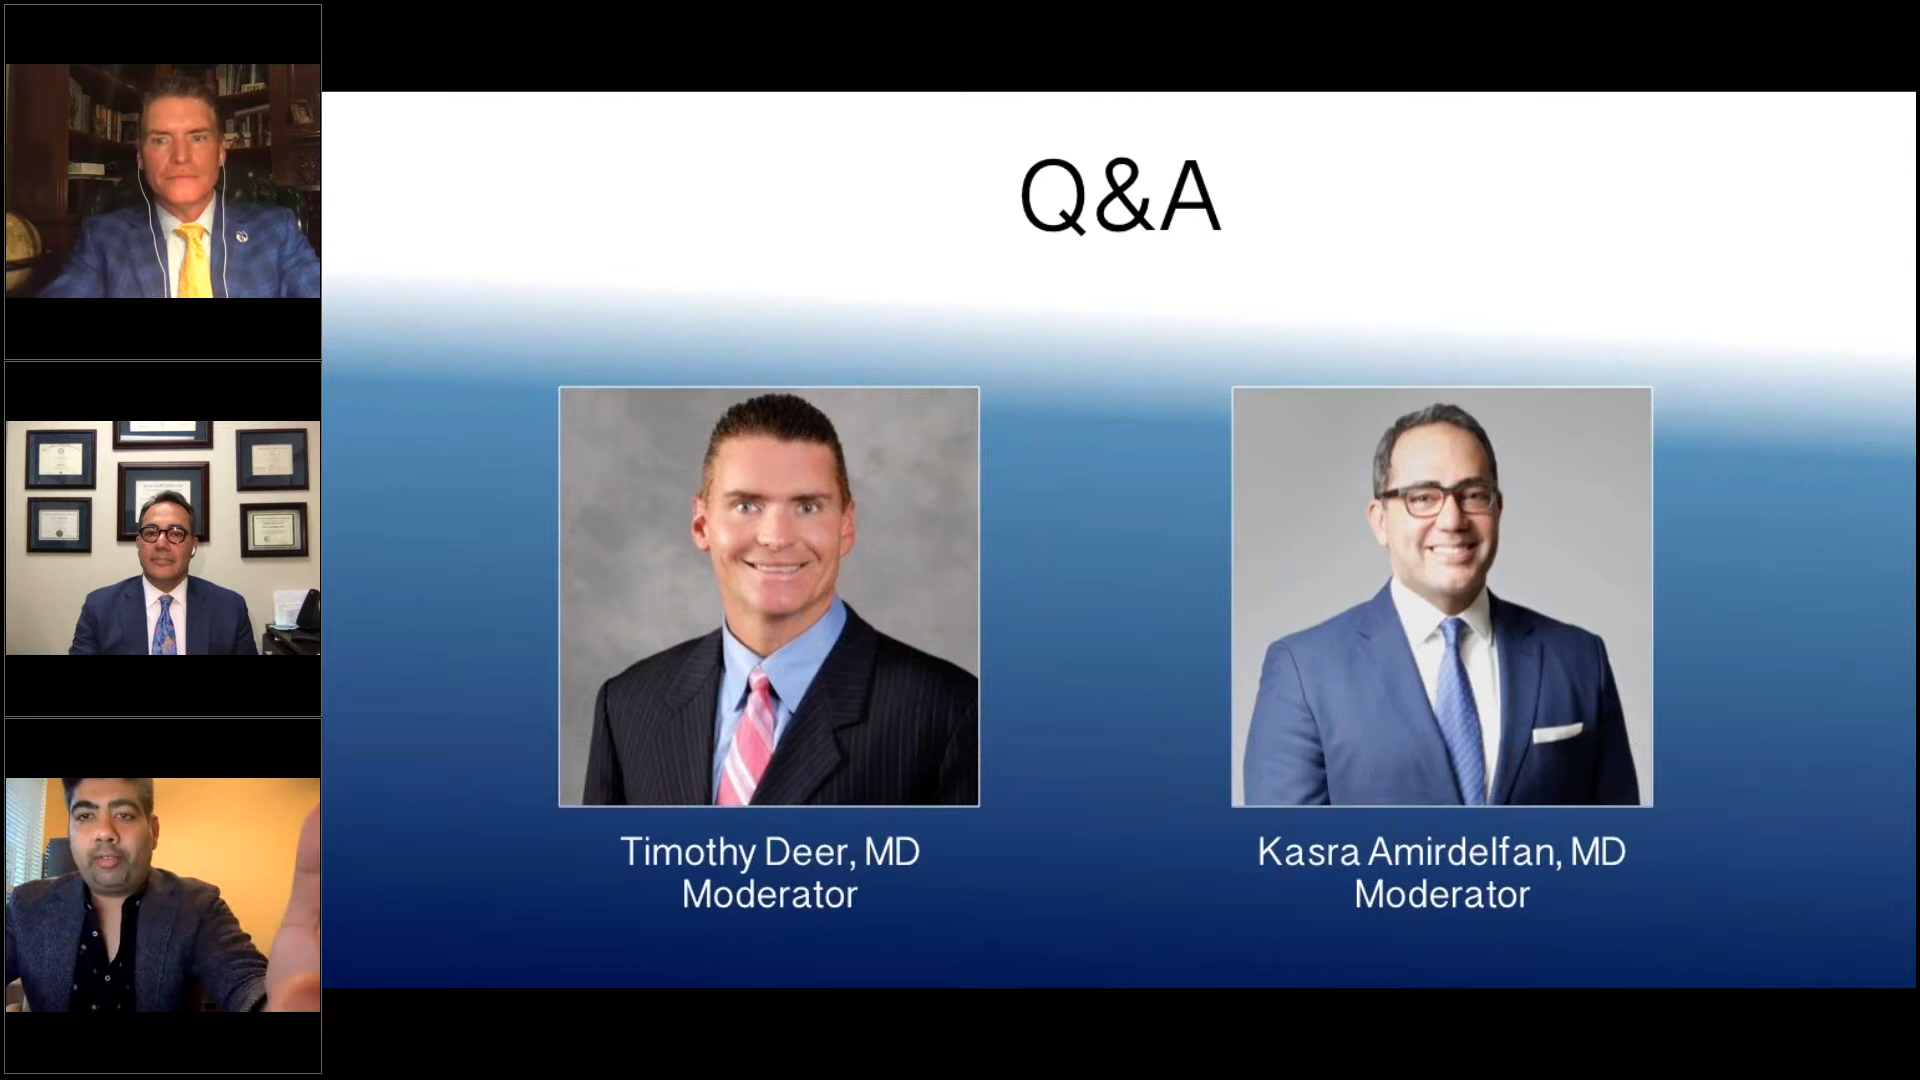 Q&A
Timothy Deer, MD
Moderator
Kasra Amirdelfan, MD
Moderator